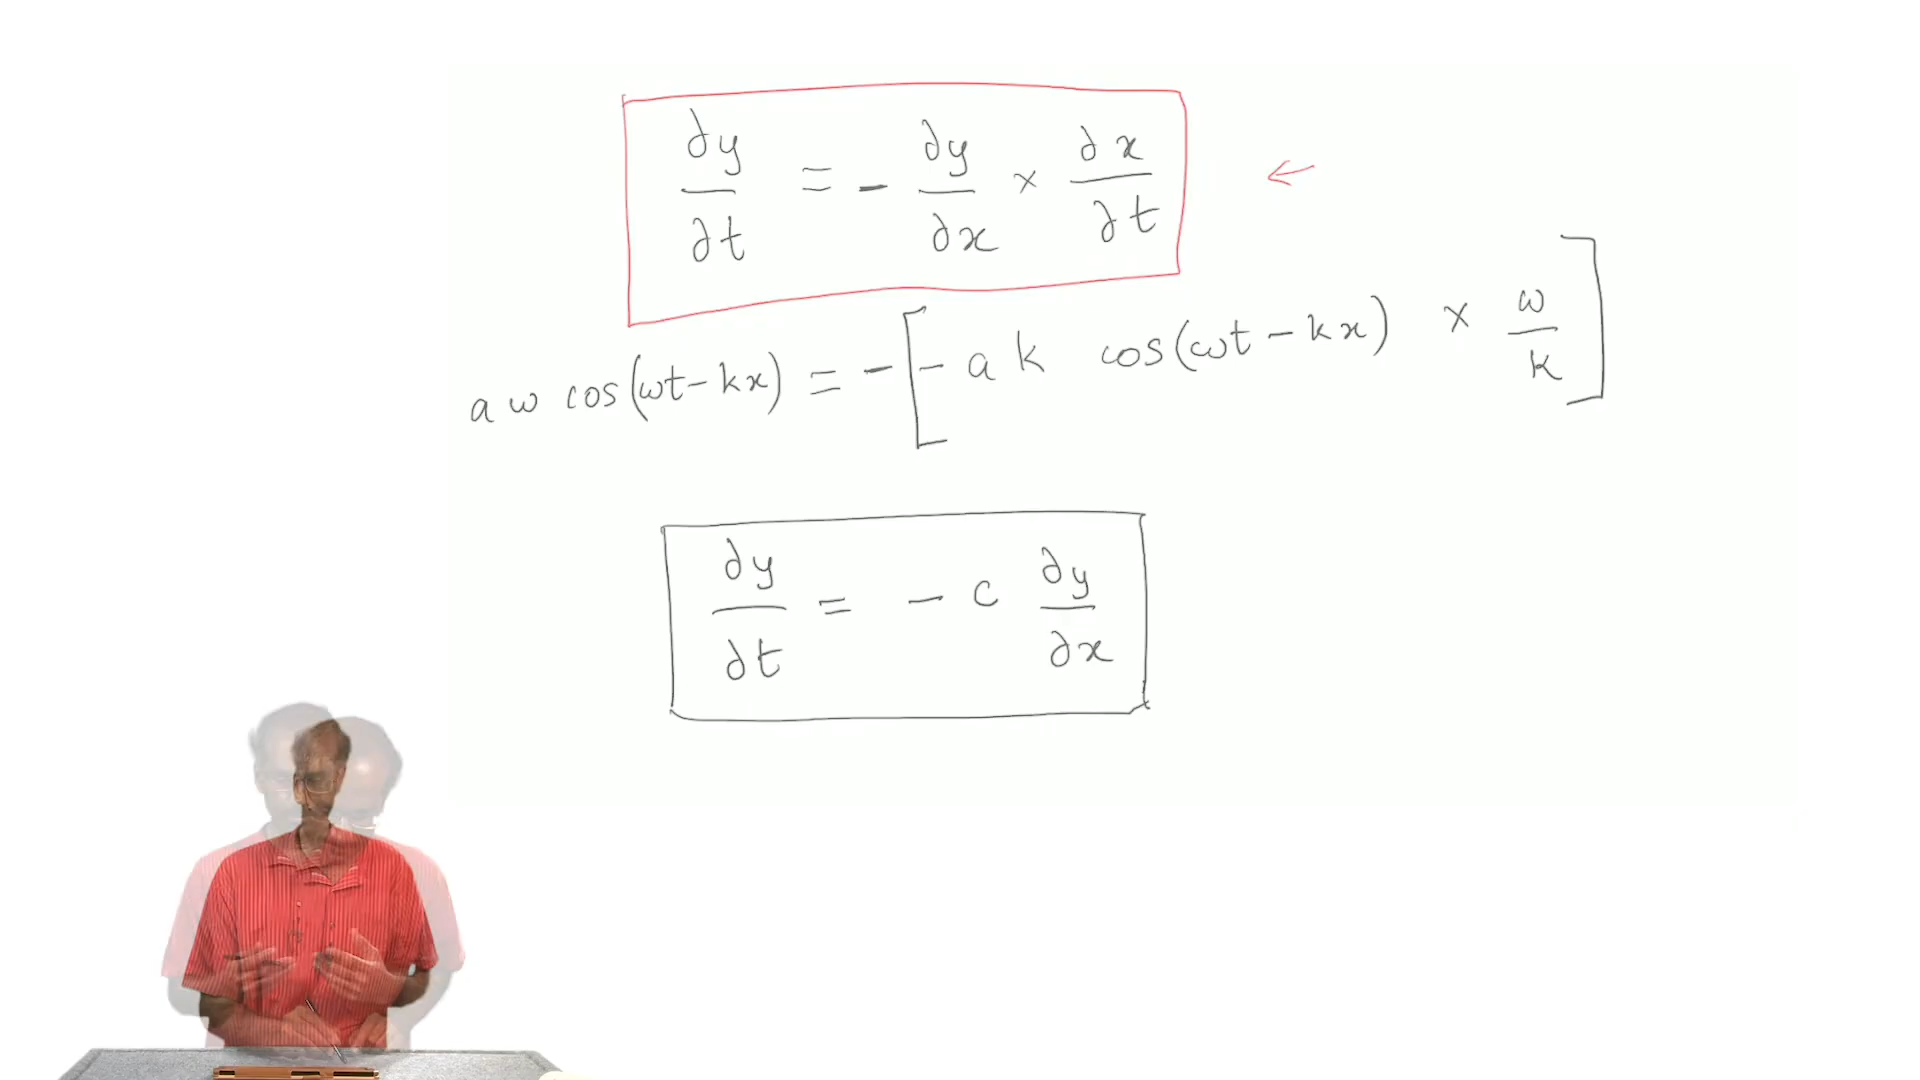 ∂y/∂t = - ∂y/∂x × ∂x/∂t ←
a ω cos(ωt - kx) = - [ - a k cos(ωt - kx) × ω/k ]
∂y/∂t = - c ∂y/∂x